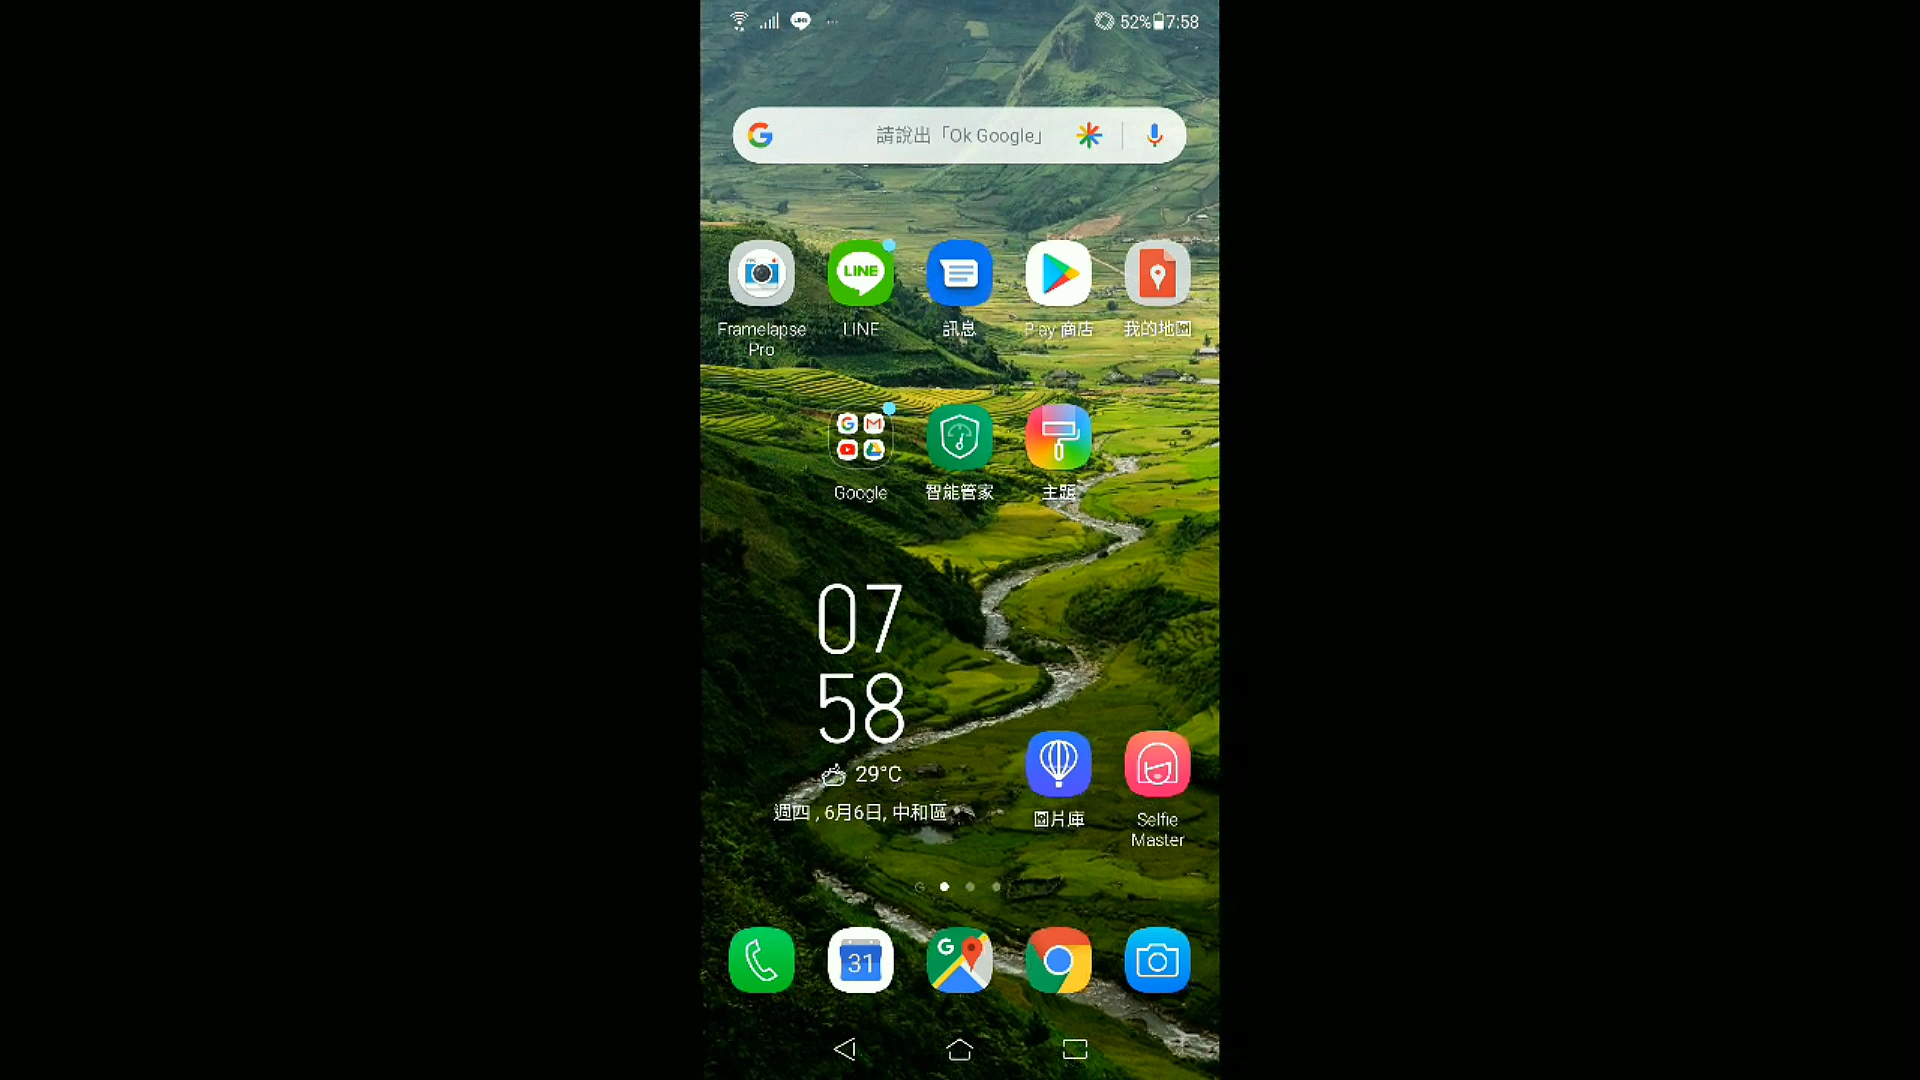 52% 7:58
請說出「Ok Google」
LINE
Framelapse
Pro
LINE
訊息
Play 商店
我的地圖
Google
智能管家
主題
07
58
29°C
週四 , 6月6日, 中和區
圖片庫
Selfie
Master
31